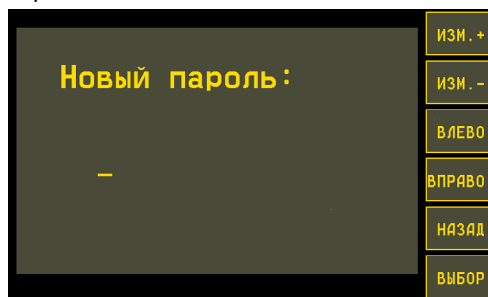 Новый пароль:
_
ИЗМ.+
ИЗМ.-
ВЛЕВО
ВПРАВО
НАЗАД
ВЫБОР